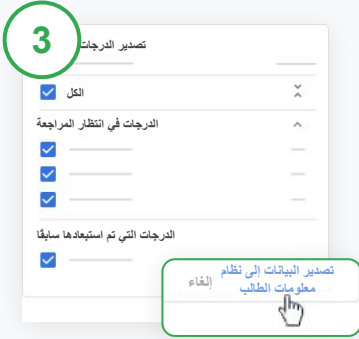 3
تصدير الدرجات
الكل
الدرجات في انتظار المراجعة
الدرجات التي تم استبعادها سابقًا
تصدير البيانات إلى نظام
معلومات الطالب
إلغاء